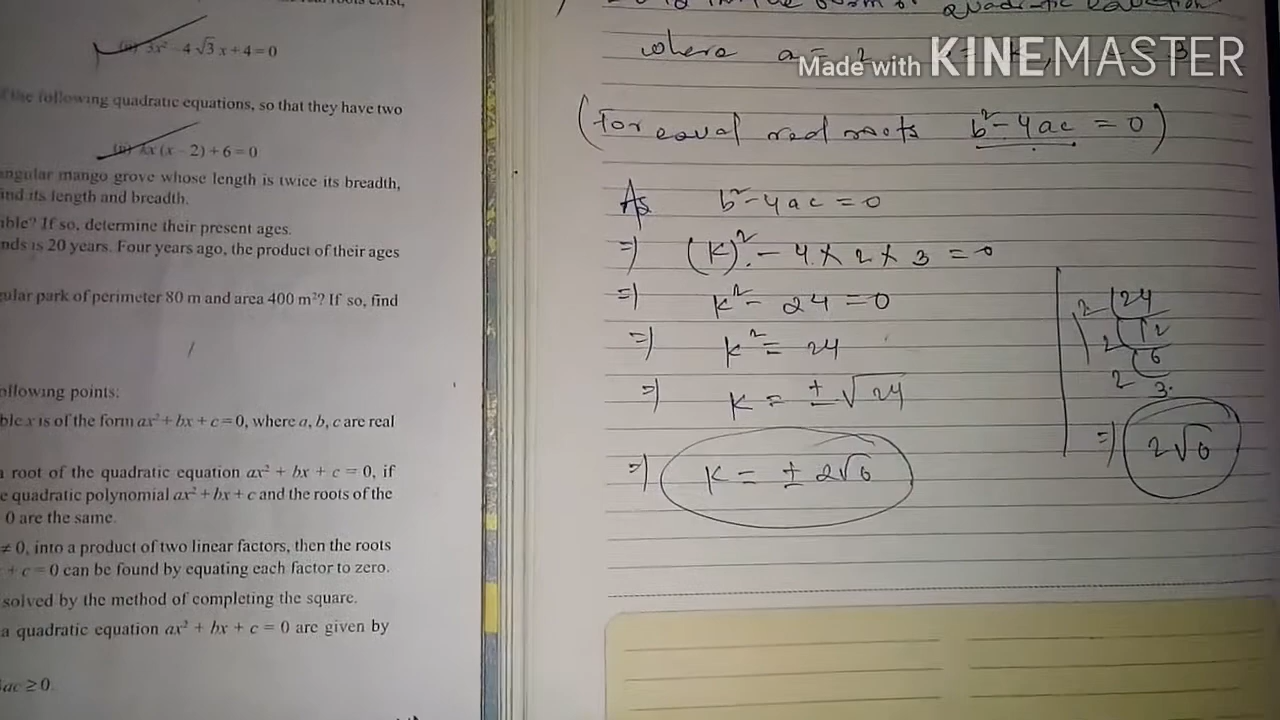 (ii) 3x² – 4√3 x + 4 = 0
the following quadratic equations, so that they have two
(ii) kx (x – 2) + 6 = 0
angular mango grove whose length is twice its breadth,
find its length and breadth.
ible? If so, determine their present ages.
nds is 20 years. Four years ago, the product of their ages
gular park of perimeter 80 m and area 400 m²? If so, find
ollowing points:
ble x is of the form ax² + bx + c = 0, where a, b, c are real
a root of the quadratic equation ax² + bx + c = 0, if
e quadratic polynomial ax² + bx + c and the roots of the
0 are the same.
≠ 0, into a product of two linear factors, then the roots
+ c = 0 can be found by equating each factor to zero.
solved by the method of completing the square.
a quadratic equation ax² + bx + c = 0 are given by
ac ≥ 0.
quadratic equation
where a = 2
Made with KINEMASTER
(For equal real roots b² – 4ac = 0)
As b² – 4ac = 0
=) (k)² – 4 × 2 × 3 = 0
=) k² – 24 = 0
=) k² = 24
=) k = ± √24
=) k = ± 2√6
2 24
2 12
2 6
3
=) 2√6